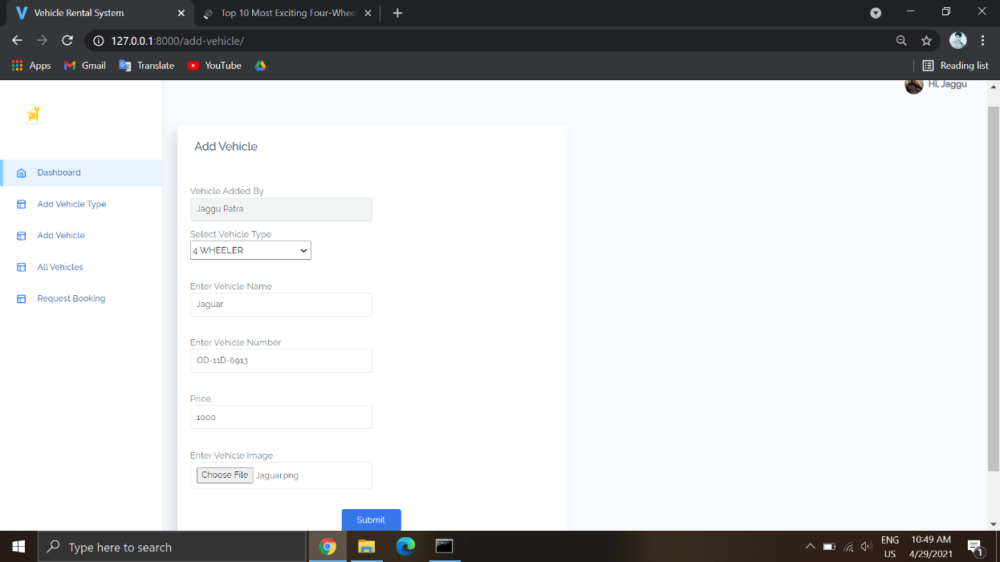 Vehicle Rental System
Top 10 Most Exciting Four-Wheel
127.0.0.1:8000/add-vehicle/
Apps Gmail Translate YouTube Reading list
Hi, Jaggu
Dashboard
Add Vehicle Type
Add Vehicle
All Vehicles
Request Booking
Add Vehicle
Vehicle Added By
Jaggu Patra
Select Vehicle Type
4 WHEELER
Enter Vehicle Name
Jaguar
Enter Vehicle Number
OD-11D-6913
Price
1000
Enter Vehicle Image
Choose File Jaguar.png
Submit
Type here to search
ENG
US
10:49 AM
4/29/2021
1